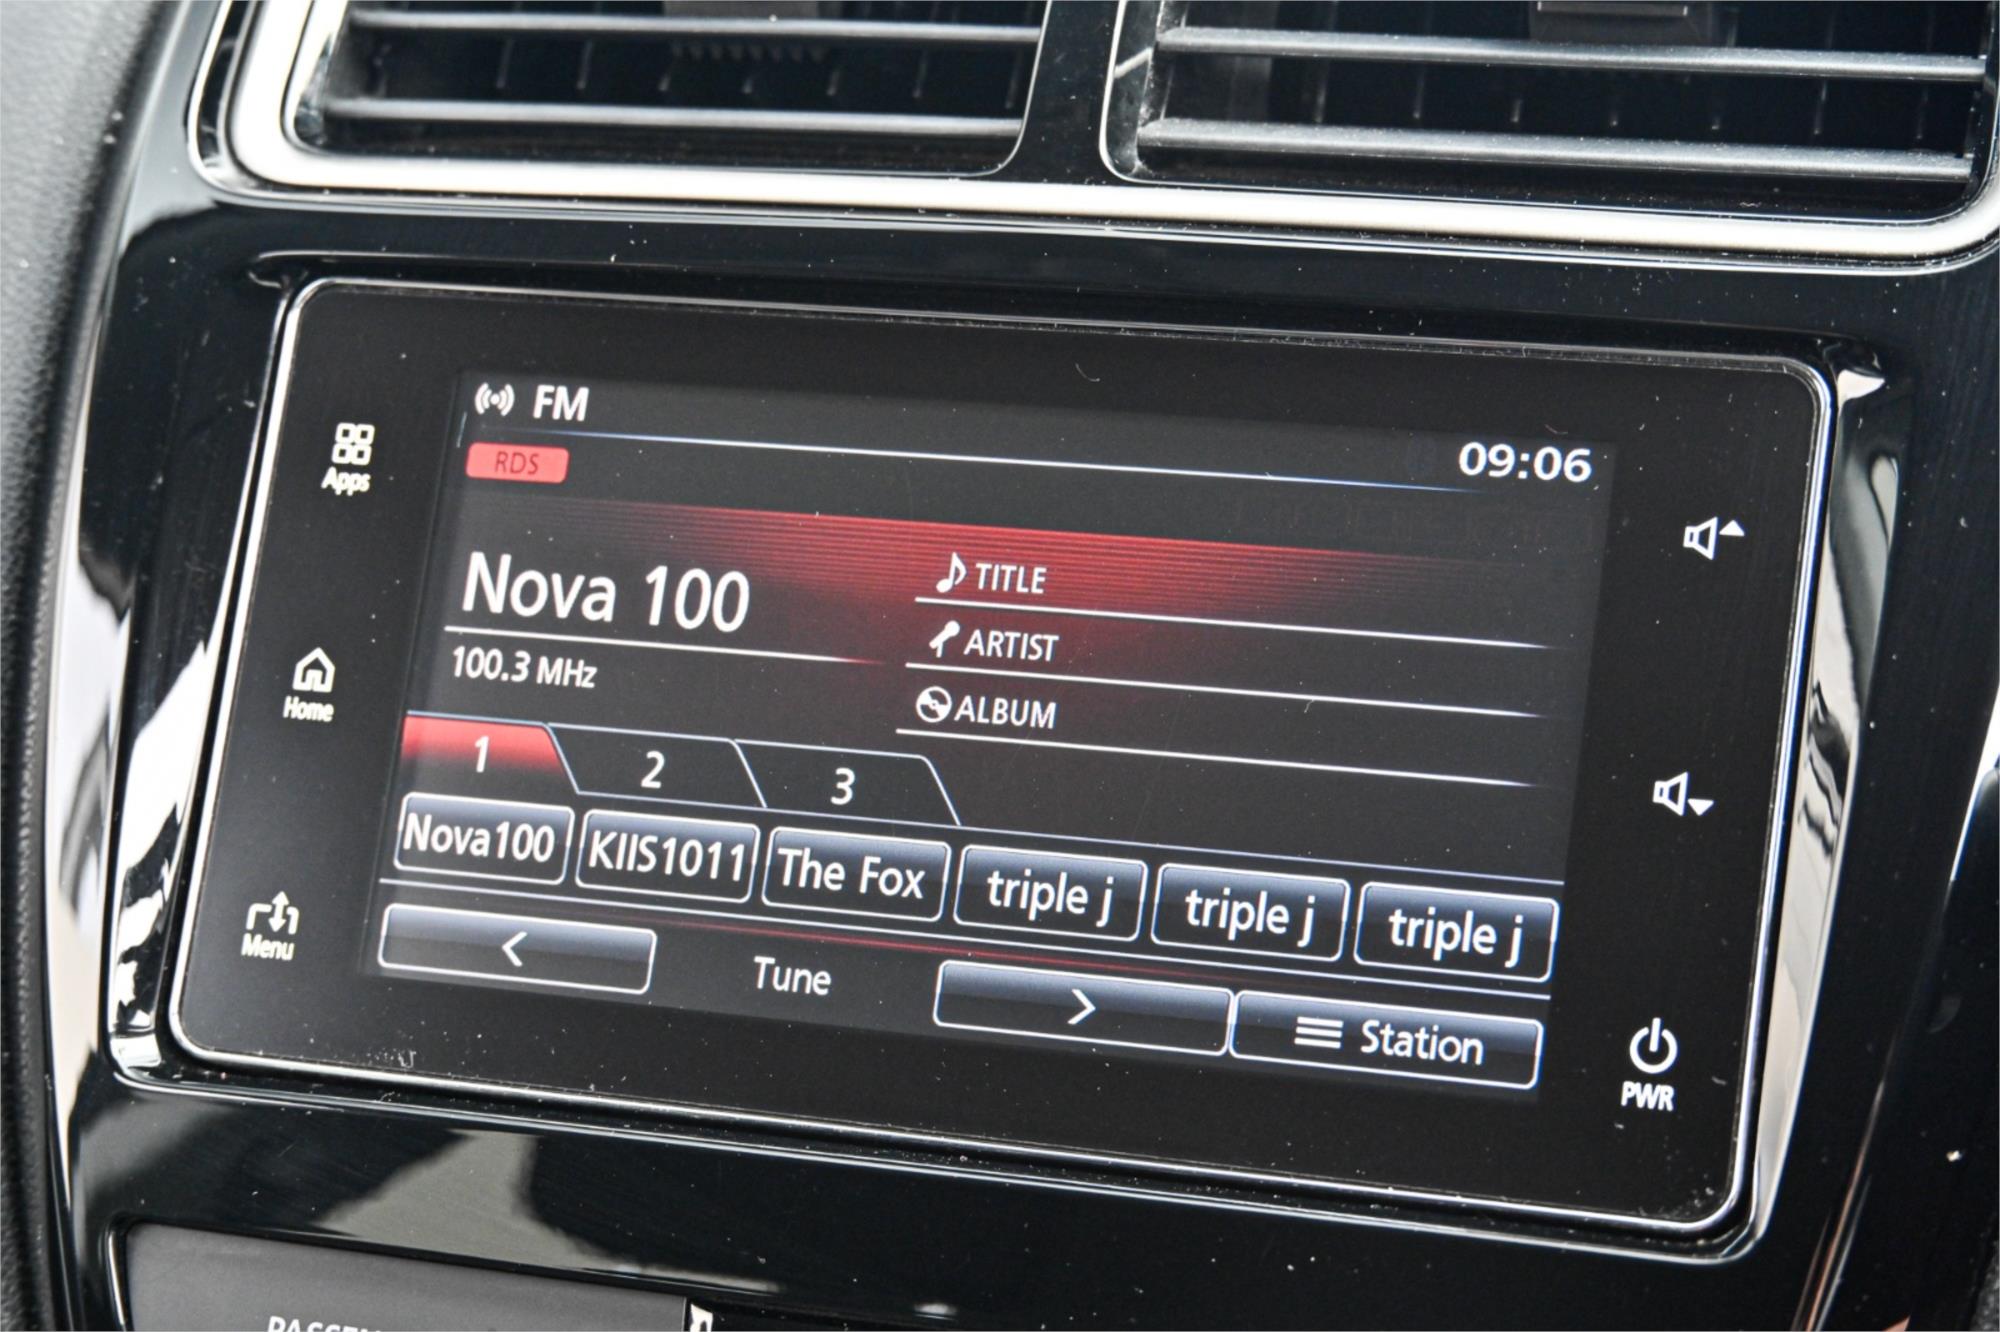 FM
09:06
RDS
Apps
Nova 100
100.3 MHz
TITLE
ARTIST
ALBUM
Home
1 2 3
Nova100 KIIS1011 The Fox triple j triple j triple j
Menu
< Tune > Station
PWR